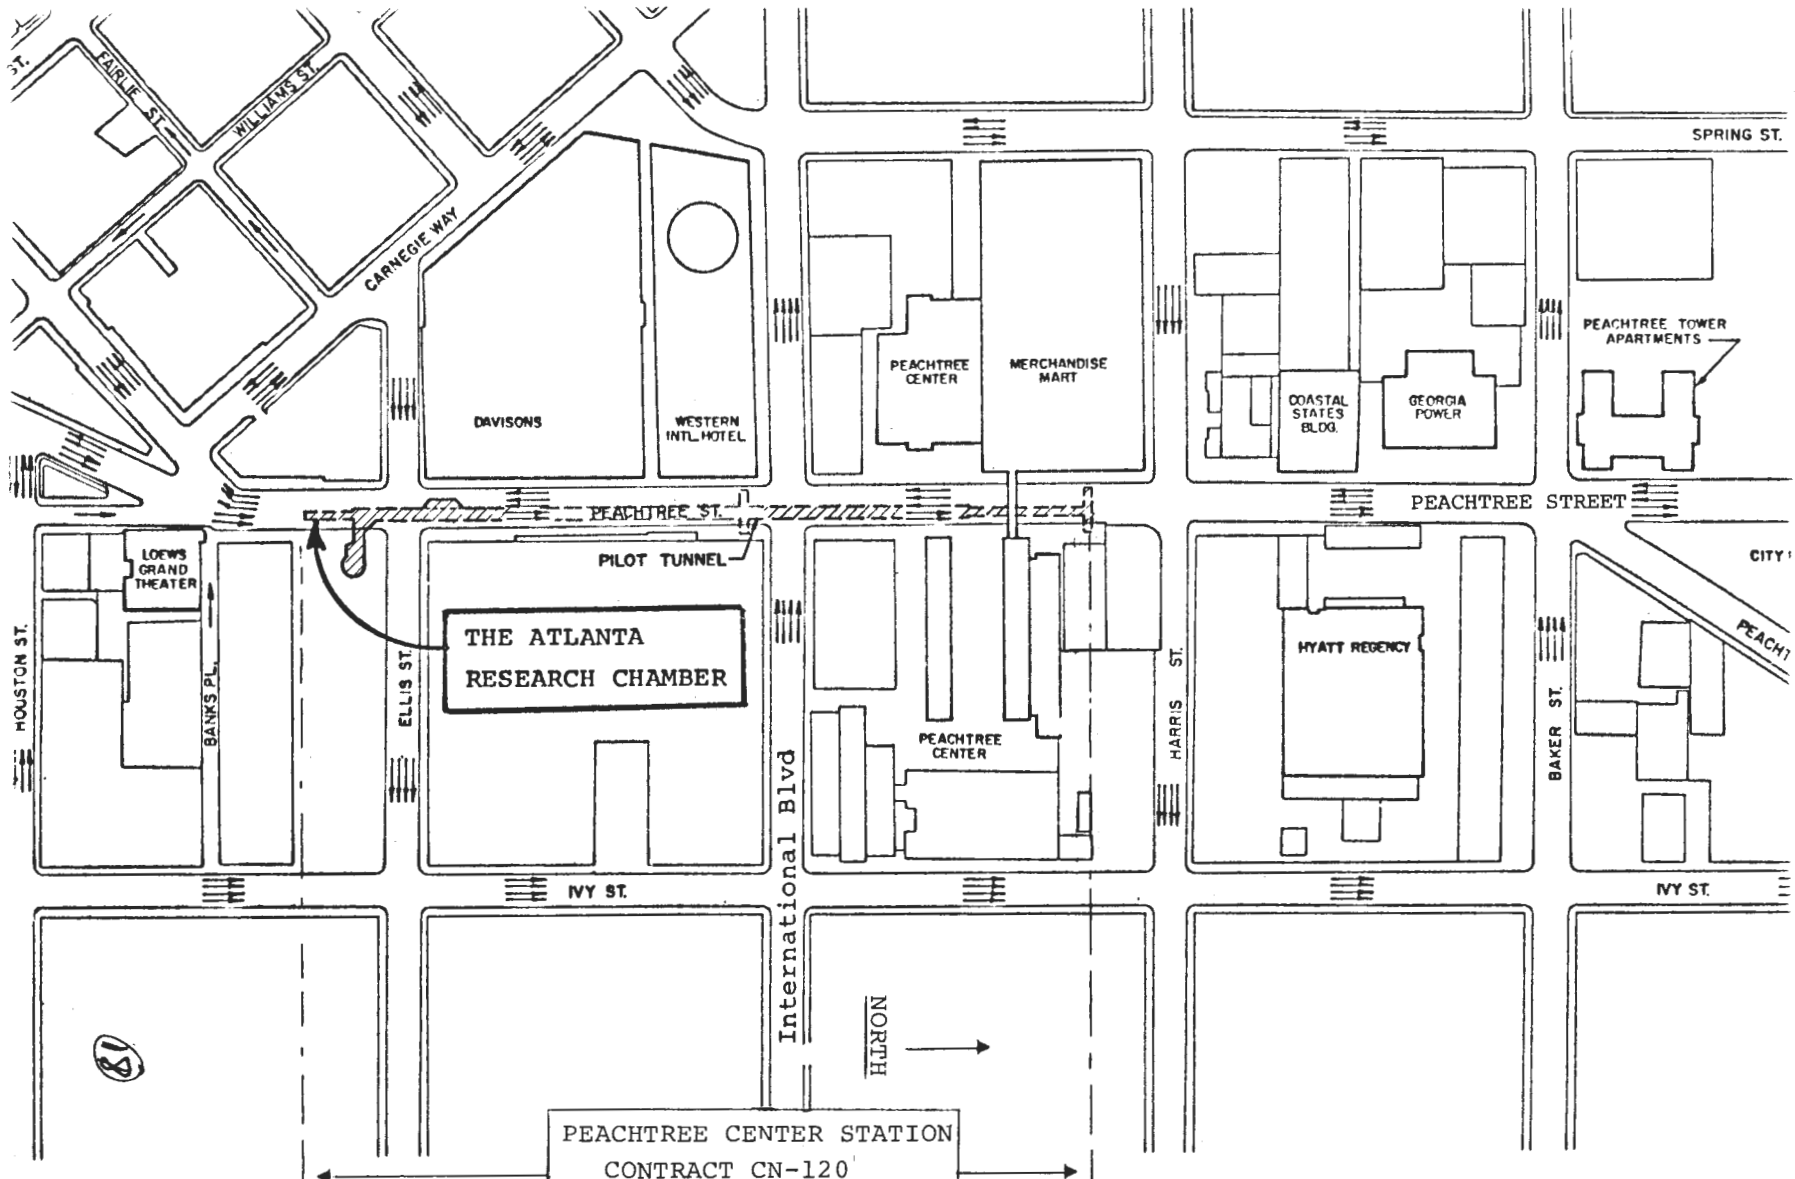 ST.
FAIRLIE ST.
WILLIAMS ST.
SPRING ST.
CARNEGIE WAY
PEACHTREE TOWER
APARTMENTS
PEACHTREE
CENTER
MERCHANDISE
MART
COASTAL
STATES
BLDG.
GEORGIA
POWER
DAVISONS
WESTERN
INTL. HOTEL
PEACHTREE ST.
PEACHTREE STREET
LOEWS
GRAND
THEATER
PILOT TUNNEL
CITY
THE ATLANTA
RESEARCH CHAMBER
HOUSTON ST.
BANKS PL.
ELLIS ST.
International Blvd
PEACHTREE
CENTER
HARRIS ST.
HYATT REGENCY
BAKER ST.
PEACHT
IVY ST.
IVY ST.
NORTH
18
PEACHTREE CENTER STATION
CONTRACT CN-120